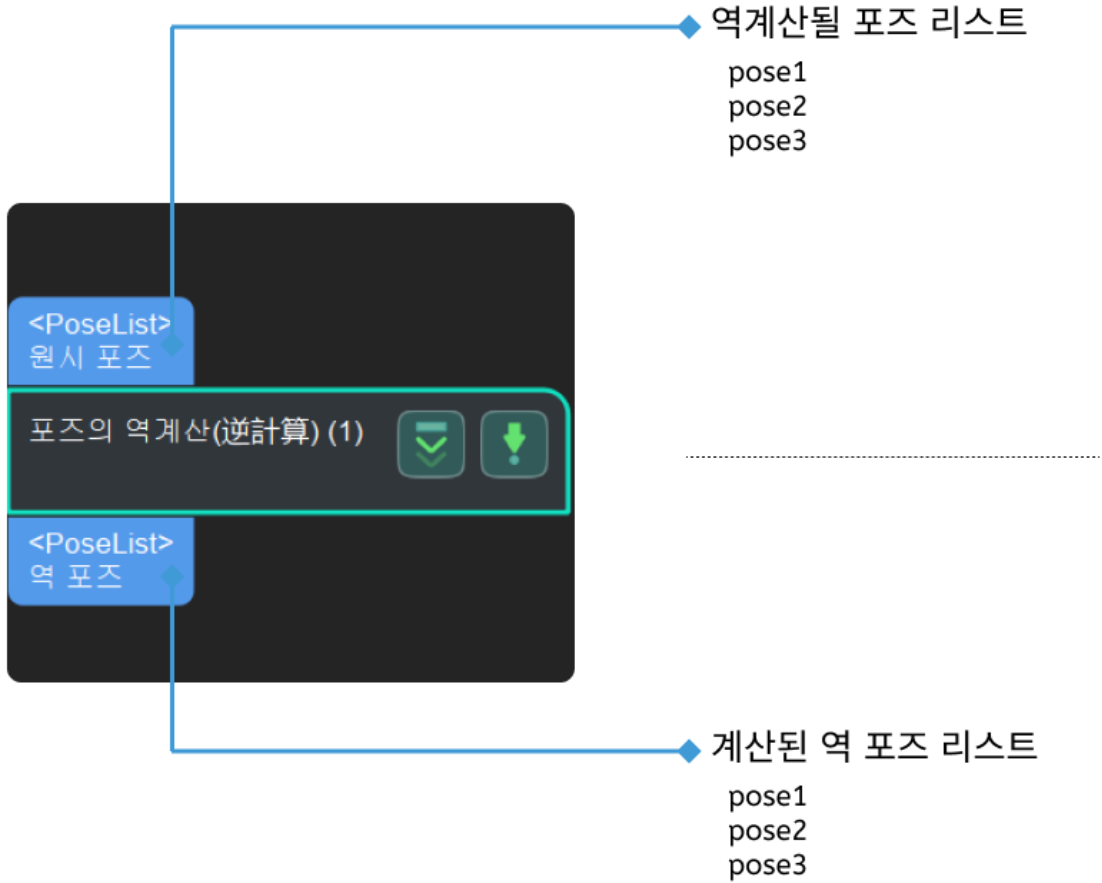 역계산될 포즈 리스트
pose1
pose2
pose3
<PoseList>
원시 포즈
포즈의 역계산(逆計算) (1)
<PoseList>
역 포즈
계산된 역 포즈 리스트
pose1
pose2
pose3